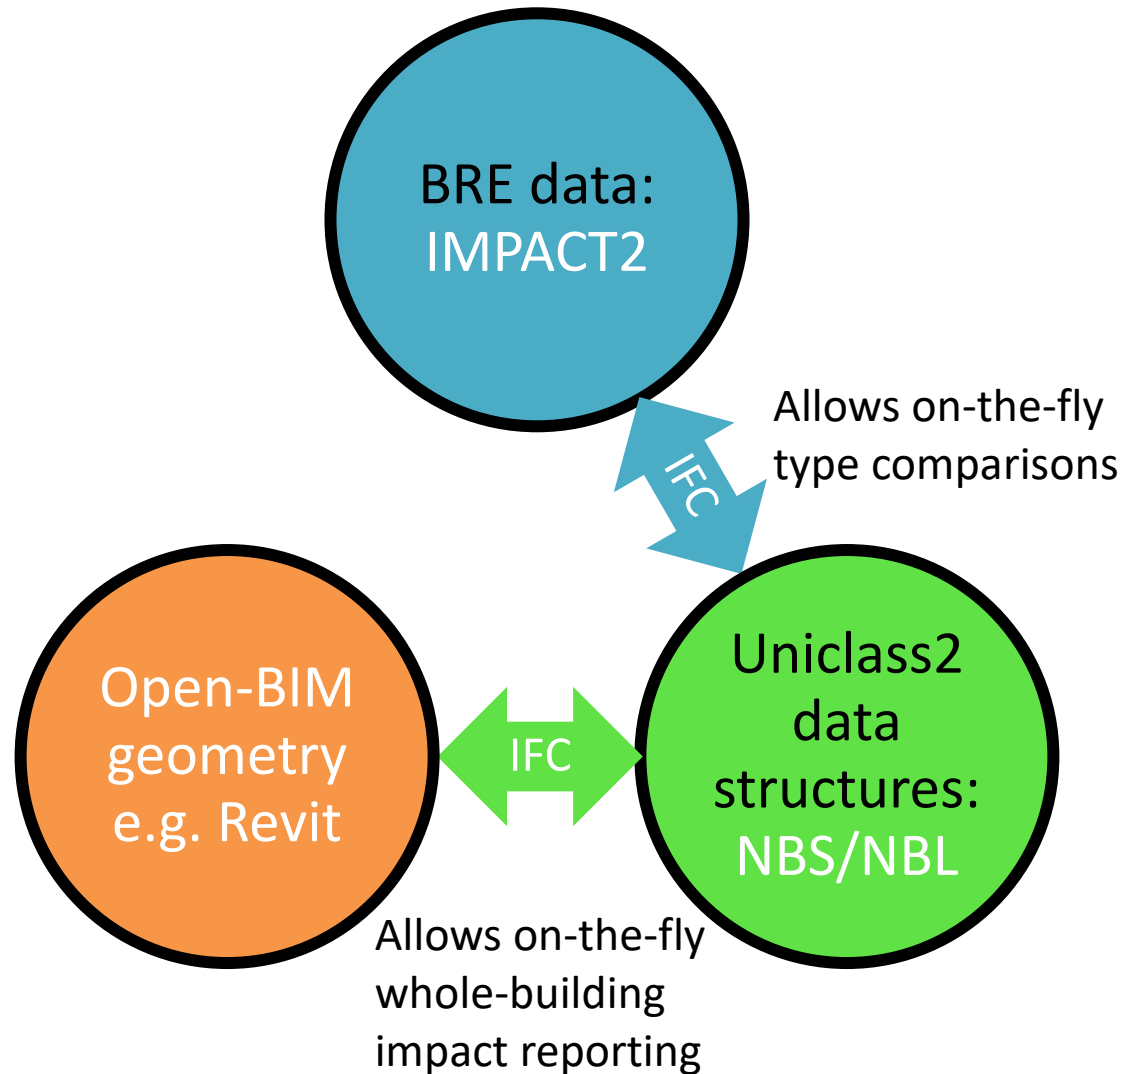 BRE data:
IMPACT2
Allows on-the-fly
type comparisons
IFC
Open-BIM
geometry
e.g. Revit
IFC
Uniclass2
data
structures:
NBS/NBL
Allows on-the-fly
whole-building
impact reporting